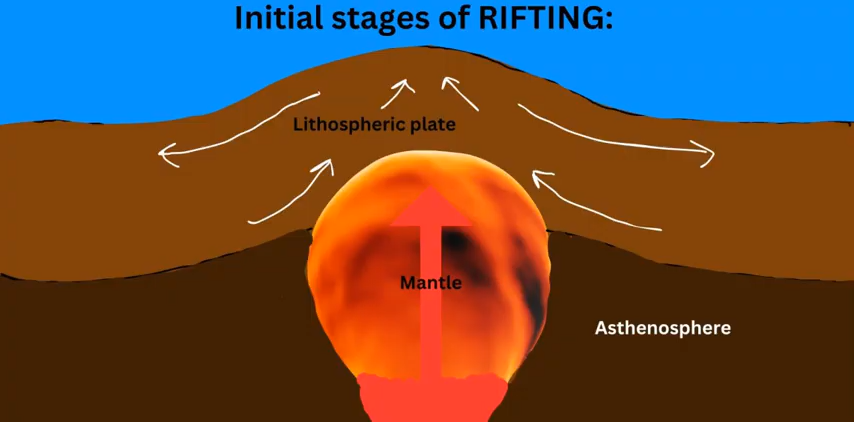 Initial stages of RIFTING:
Lithospheric plate
Mantle
Asthenosphere